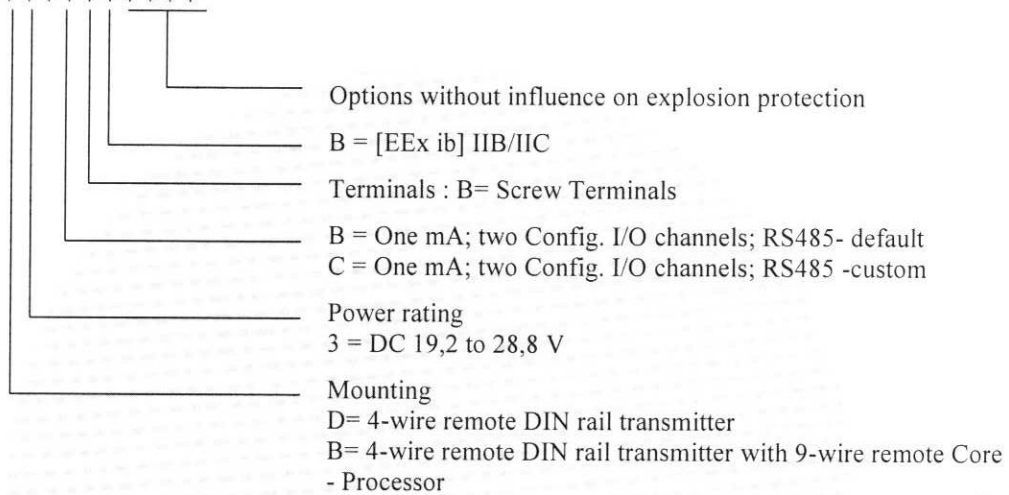 Options without influence on explosion protection
B = [EEx ib] IIB/IIC
Terminals : B= Screw Terminals
B = One mA; two Config. I/O channels; RS485- default
C = One mA; two Config. I/O channels; RS485 -custom
Power rating
3 = DC 19,2 to 28,8 V
Mounting
D= 4-wire remote DIN rail transmitter
B= 4-wire remote DIN rail transmitter with 9-wire remote Core
- Processor